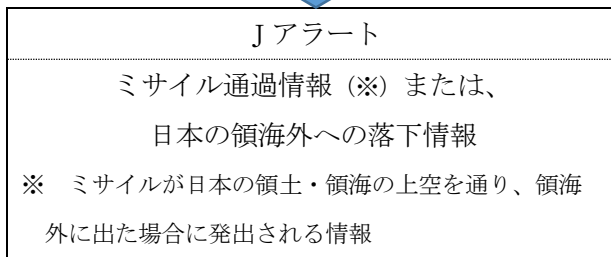 Jアラート
ミサイル通過情報（※）または、
日本の領海外への落下情報
※　ミサイルが日本の領土・領海の上空を通り、領海
外に出た場合に発出される情報